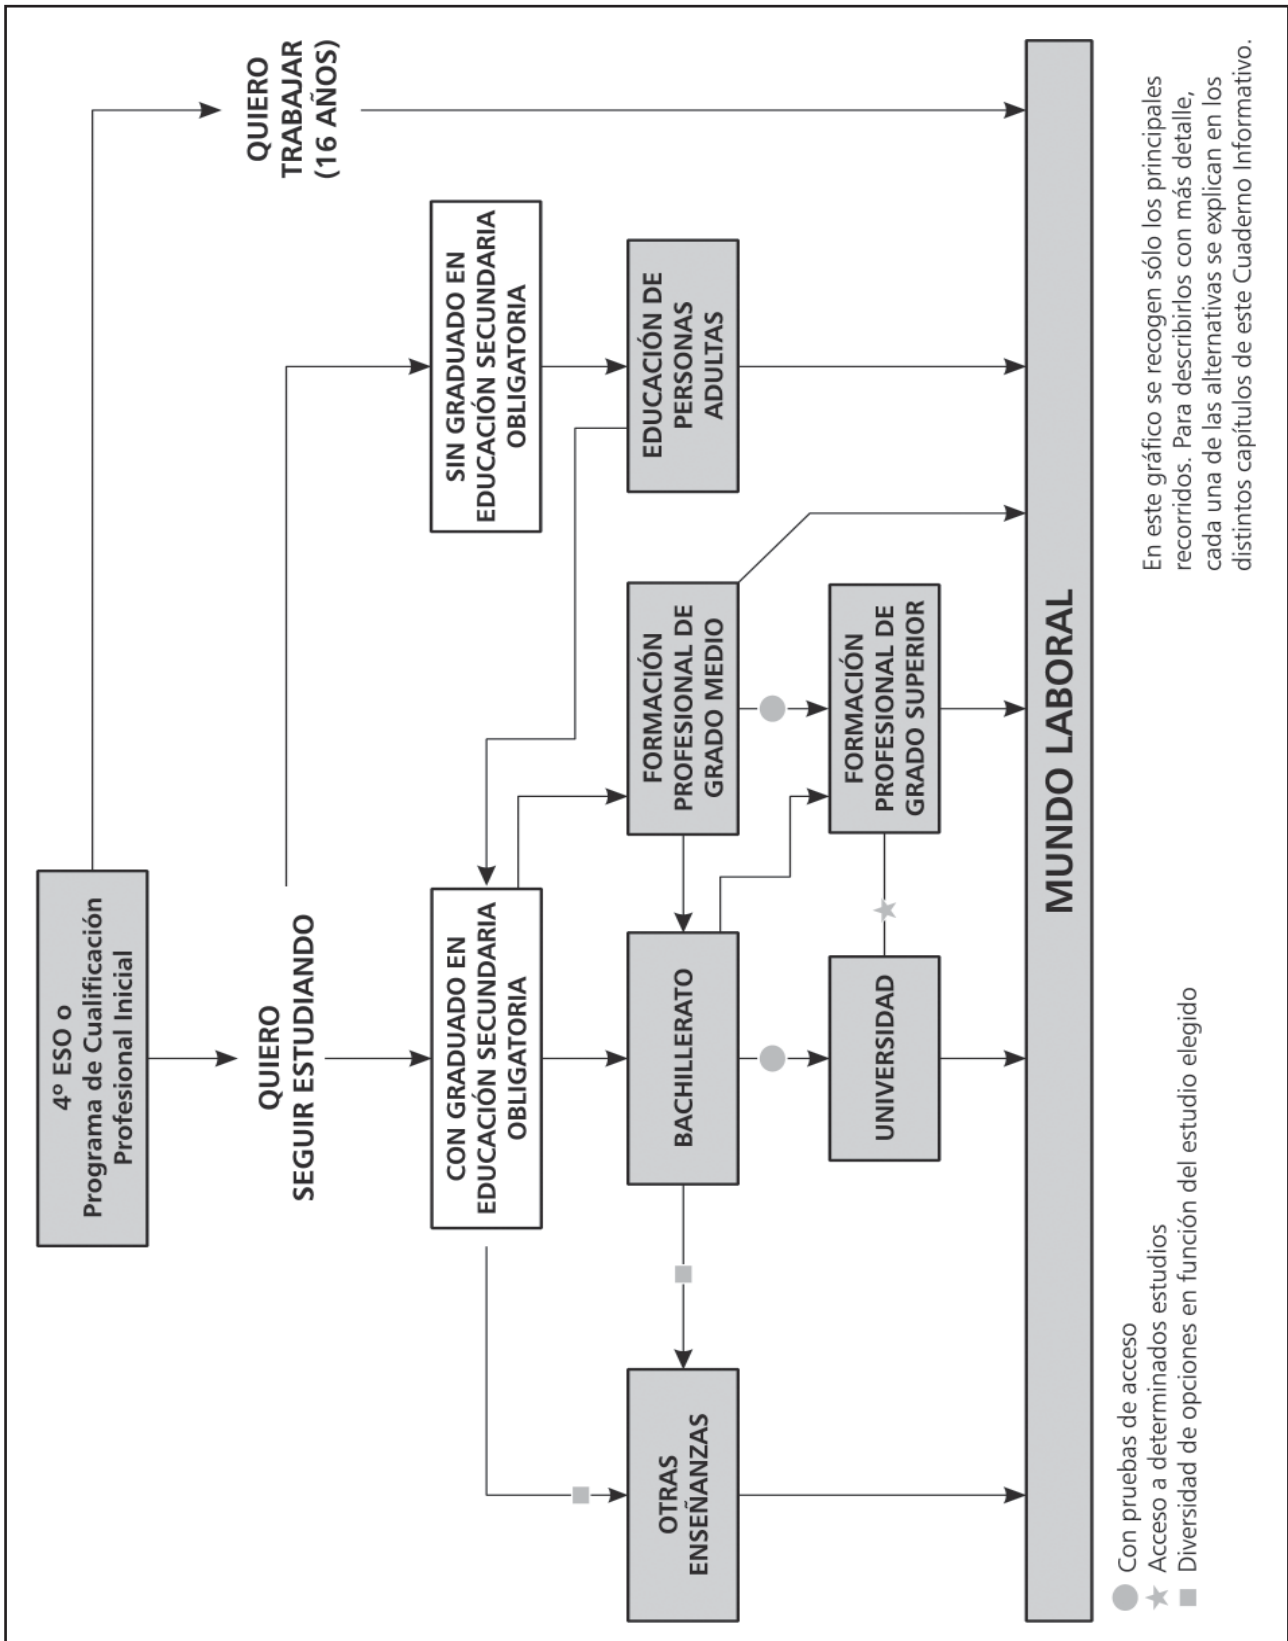 4º ESO o
Programa de Cualificación
Profesional Inicial
QUIERO
SEGUIR ESTUDIANDO
QUIERO
TRABAJAR
(16 AÑOS)
CON GRADUADO EN
EDUCACIÓN SECUNDARIA
OBLIGATORIA
SIN GRADUADO EN
EDUCACIÓN SECUNDARIA
OBLIGATORIA
OTRAS
ENSEÑANZAS
BACHILLERATO
FORMACIÓN
PROFESIONAL DE
GRADO MEDIO
EDUCACIÓN DE
PERSONAS
ADULTAS
UNIVERSIDAD
FORMACIÓN
PROFESIONAL DE
GRADO SUPERIOR
MUNDO LABORAL
Con pruebas de acceso
Acceso a determinados estudios
Diversidad de opciones en función del estudio elegido
En este gráfico se recogen sólo los principales
recorridos. Para describirlos con más detalle,
cada una de las alternativas se explican en los
distintos capítulos de este Cuaderno Informativo.